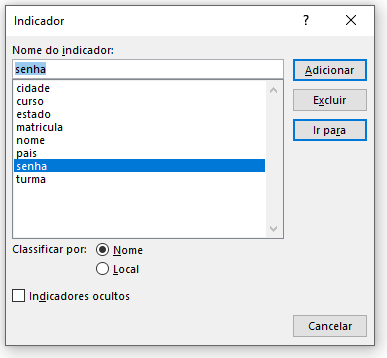 Indicador
Nome do indicador:
senha
Adicionar
cidade
curso
estado
matricula
nome
pais
senha
turma
Excluir
Ir para
Classificar por:
Nome
Local
Indicadores ocultos
Cancelar